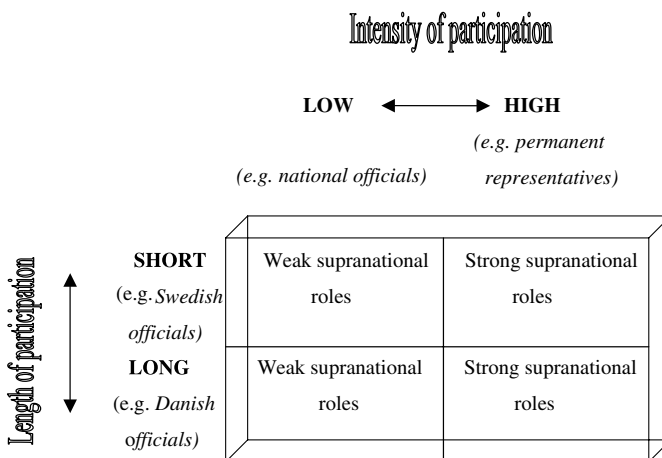 Intensity of participation
LOW HIGH
(e.g. permanent
(e.g. national officials) representatives)
Length of participation
SHORT Weak supranational Strong supranational
(e.g. Swedish roles roles
officials)
LONG Weak supranational Strong supranational
(e.g. Danish roles roles
officials)